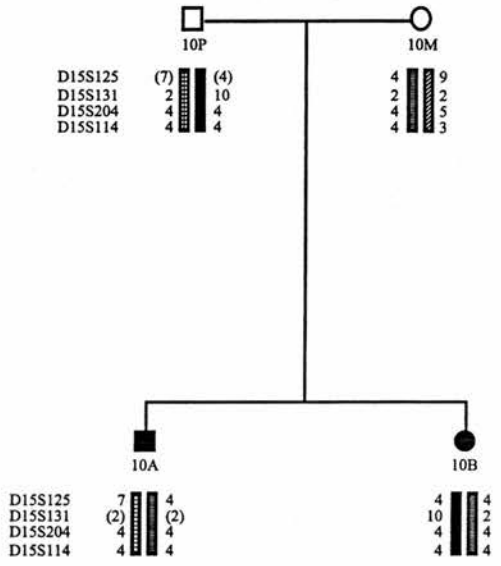 10P 10M
D15S125 (7) (4) 4 9
D15S131 2 10 2 2
D15S204 4 4 4 5
D15S114 4 4 4 3
10A 10B
D15S125 7 4 4 4
D15S131 (2) (2) 10 2
D15S204 4 4 4 4
D15S114 4 4 4 4